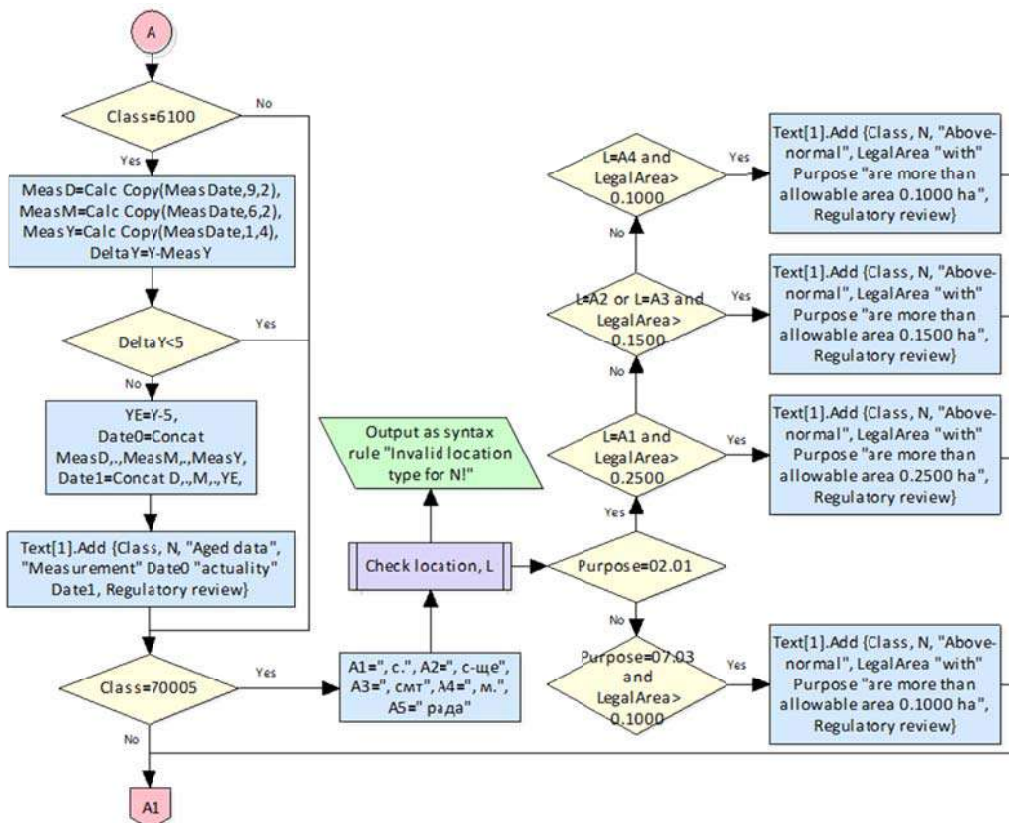 A
Class=6100
No
Yes
MeasD=Calc Copy(MeasDate,9,2),
MeasM=Calc Copy(MeasDate,6,2),
MeasY=Calc Copy(MeasDate,1,4),
DeltaY=Y-MeasY
DeltaY<5
Yes
No
YE=Y-5,
Date0=Concat
MeasD,.,MeasM,.,MeasY,
Date1=Concat D,.,M,.,YE,
Text[1].Add {Class, N, "Aged data",
"Measurement" Date0 "actuality"
Date1, Regulatory review}
Class=70005
Yes
No
A1
A1=", с.", A2=", с-ще",
A3=", смт", A4=", м.",
A5=" рада"
Check location, L
Output as syntax
rule "Invalid location
type for N!"
Purpose=02.01
Yes
No
L=A1 and
LegalArea>
0.2500
Yes
No
Text[1].Add {Class, N, "Above-
normal", LegalArea "with"
Purpose "are more than
allowable area 0.2500 ha",
Regulatory review}
L=A2 or L=A3 and
LegalArea>
0.1500
Yes
No
Text[1].Add {Class, N, "Above-
normal", LegalArea "with"
Purpose "are more than
allowable area 0.1500 ha",
Regulatory review}
L=A4 and
LegalArea>
0.1000
Yes
Text[1].Add {Class, N, "Above-
normal", LegalArea "with"
Purpose "are more than
allowable area 0.1000 ha",
Regulatory review}
Purpose=07.03
and
LegalArea>
0.1000
Yes
Text[1].Add {Class, N, "Above-
normal", LegalArea "with"
Purpose "are more than
allowable area 0.1000 ha",
Regulatory review}